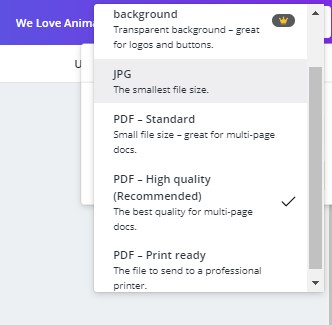 We Love Anima
background
Transparent background – great
for logos and buttons.
U
JPG
The smallest file size.
PDF – Standard
Small file size – great for multi-page
docs.
PDF – High quality
(Recommended)
The best quality for multi-page
docs.
PDF – Print ready
The file to send to a professional
printer.